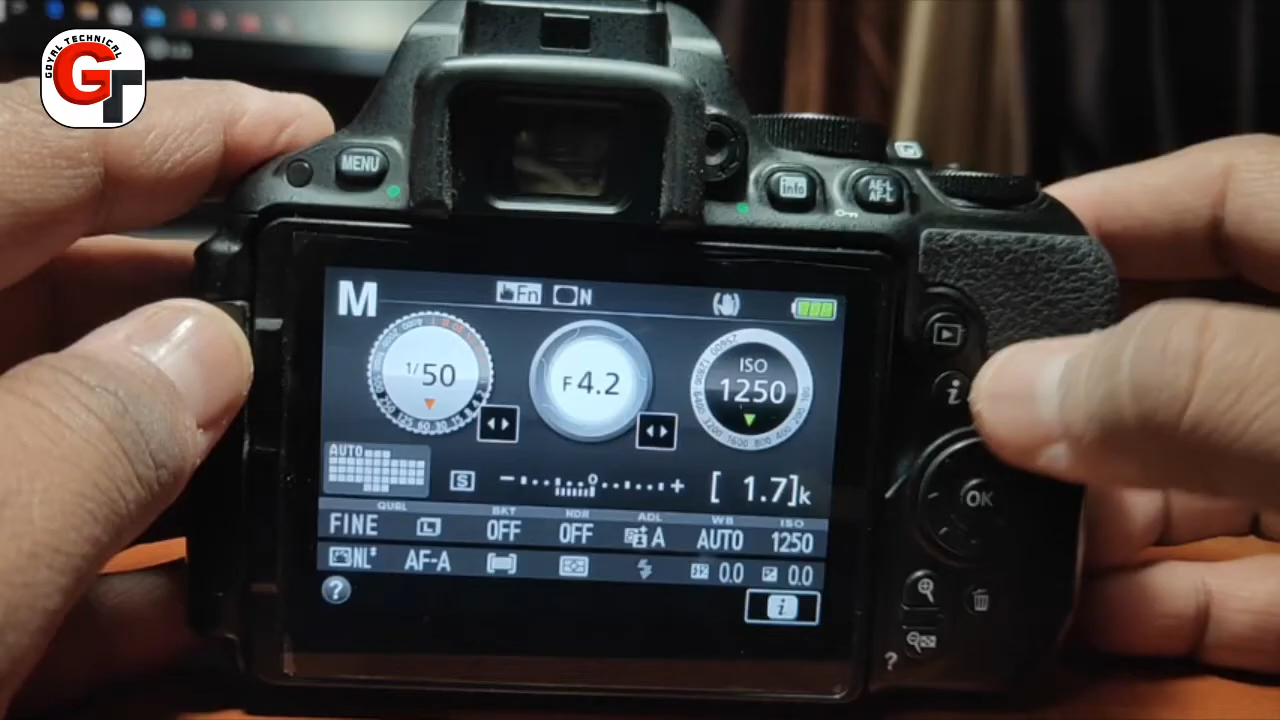 GOYAL TECHNICAL
GT
MENU
info
AE-L
AF-L
M
Fn
N
1/50
F4.2
ISO
1250
AUTO
S
[ 1.7]k
QUAL BKT HDR ADL WB ISO
FINE L OFF OFF A AUTO 1250
NL AF-A 0.0 0.0
?
i
i
OK
?